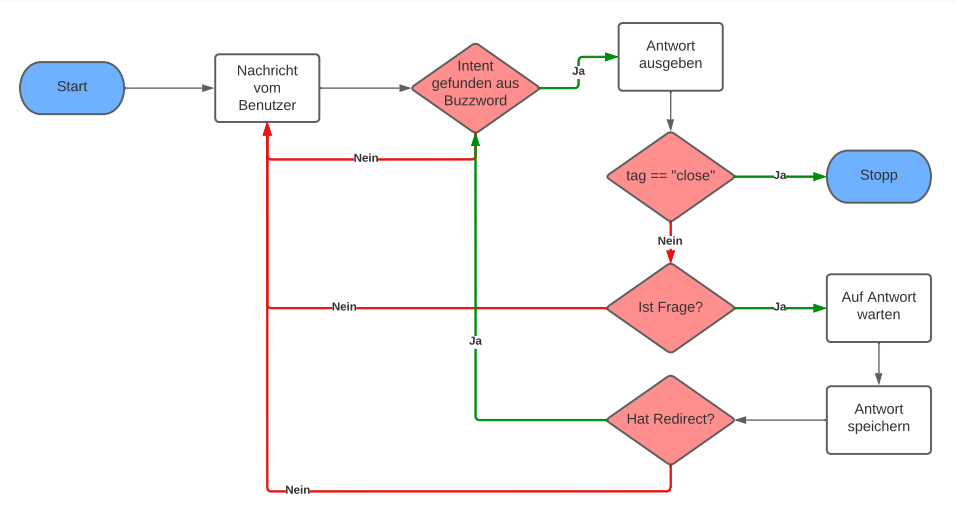 Start
Nachricht
vom
Benutzer
Intent
gefunden aus
Buzzword
Ja
Antwort
ausgeben
Nein
tag == "close"
Ja
Stopp
Nein
Nein
Ist Frage?
Ja
Auf Antwort
warten
Ja
Hat Redirect?
Antwort
speichern
Nein